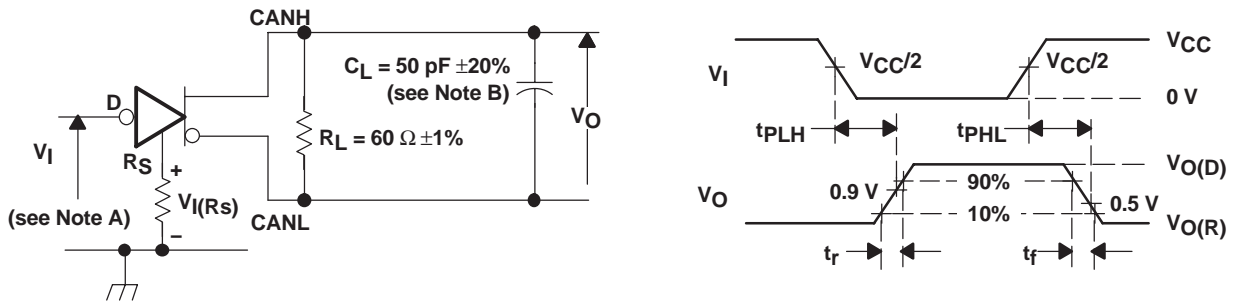 CANH
CL = 50 pF ±20%
(see Note B)
D
VO
VI
RS
+
RL = 60 Ω ±1%
VI(Rs)
(see Note A)
–
CANL
VI
VCC/2
VCC/2
VCC
0 V
tPLH
tPHL
VO
0.9 V
90%
10%
VO(D)
0.5 V
VO(R)
tr
tf